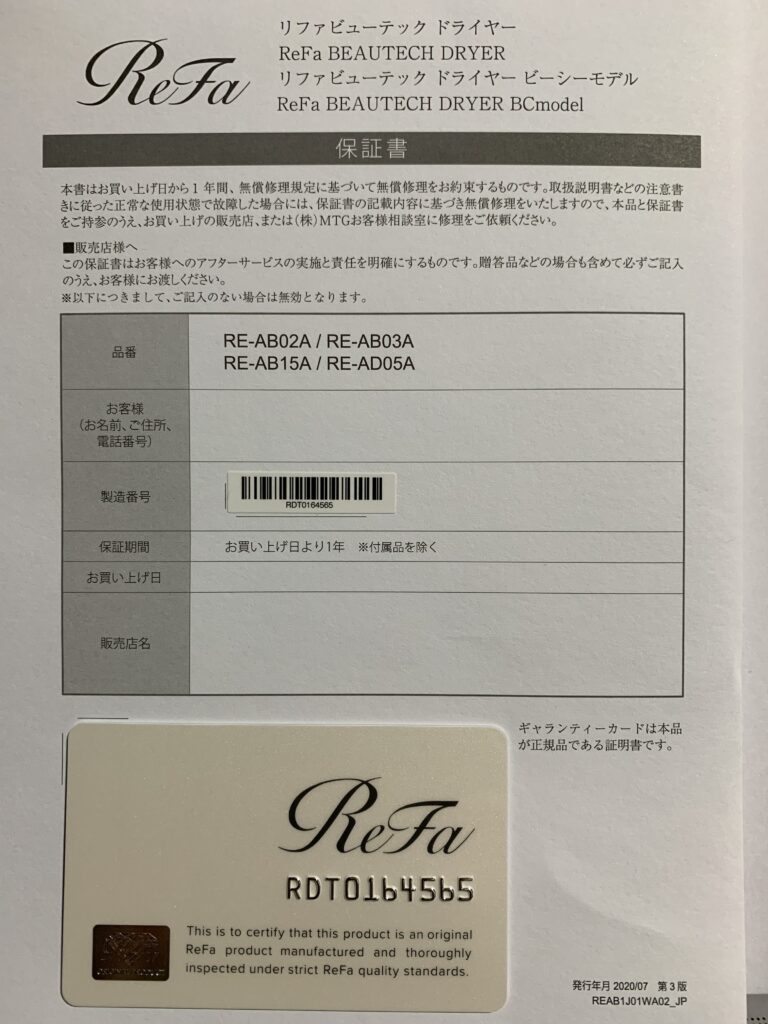 ReFa
リファビューテック ドライヤー
ReFa BEAUTECH DRYER
リファビューテック ドライヤー ビーシーモデル
ReFa BEAUTECH DRYER BCmodel
保証書
本書はお買い上げ日から1年間、無償修理規定に基づいて無償修理をお約束するものです。取扱説明書などの注意書
きに従った正常な使用状態で故障した場合には、保証書の記載内容に基づき無償修理をいたしますので、本品と保証書
をご持参のうえ、お買い上げの販売店、または(株)MTGお客様相談室に修理をご依頼ください。
■販売店様へ
この保証書はお客様へのアフターサービスの実施と責任を明確にするものです。贈答品などの場合も含めて必ずご記入
のうえ、お客様にお渡しください。
※以下につきまして、ご記入のない場合は無効となります。
品番
RE-AB02A / RE-AB03A
RE-AB15A / RE-AD05A
お客様
(お名前、ご住所、
電話番号)
製造番号
RDT0164565
保証期間
お買い上げ日より1年 ※付属品を除く
お買い上げ日
販売店名
ギャランティーカードは本品
が正規品である証明書です。
ReFa
RDT0164565
This is to certify that this product is an original
ReFa product manufactured and thoroughly
inspected under strict ReFa quality standards.
ORIGINAL PRODUCT
発行年月 2020/07 第3版
REAB1J01WA02_JP